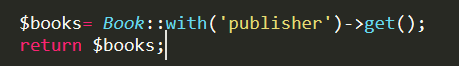 $books= Book::with('publisher')->get();
return $books;